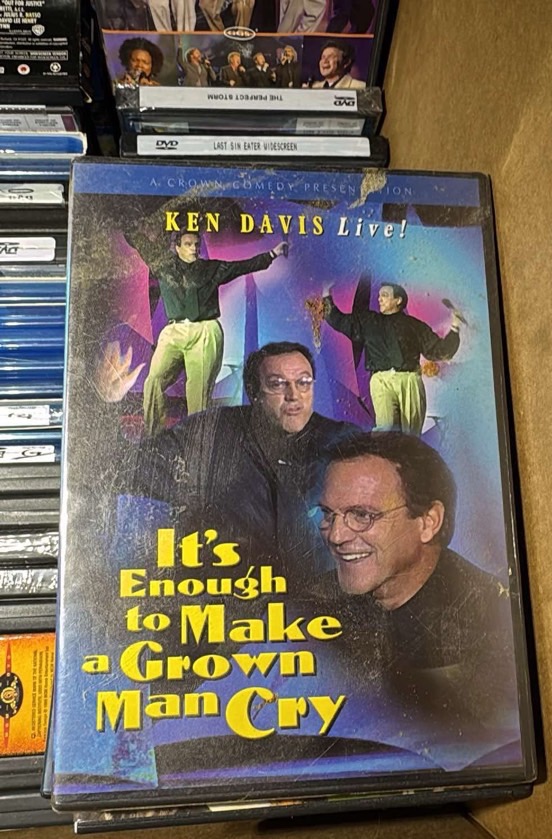 "OUT FOR JUSTICE"
THE PERFECT STORM
DVD
DVD
LAST SIN EATER WIDESCREEN
A CROWN COMEDY PRESENTATION
KEN DAVIS Live!
It's
Enough
to Make
a Grown
Man Cry